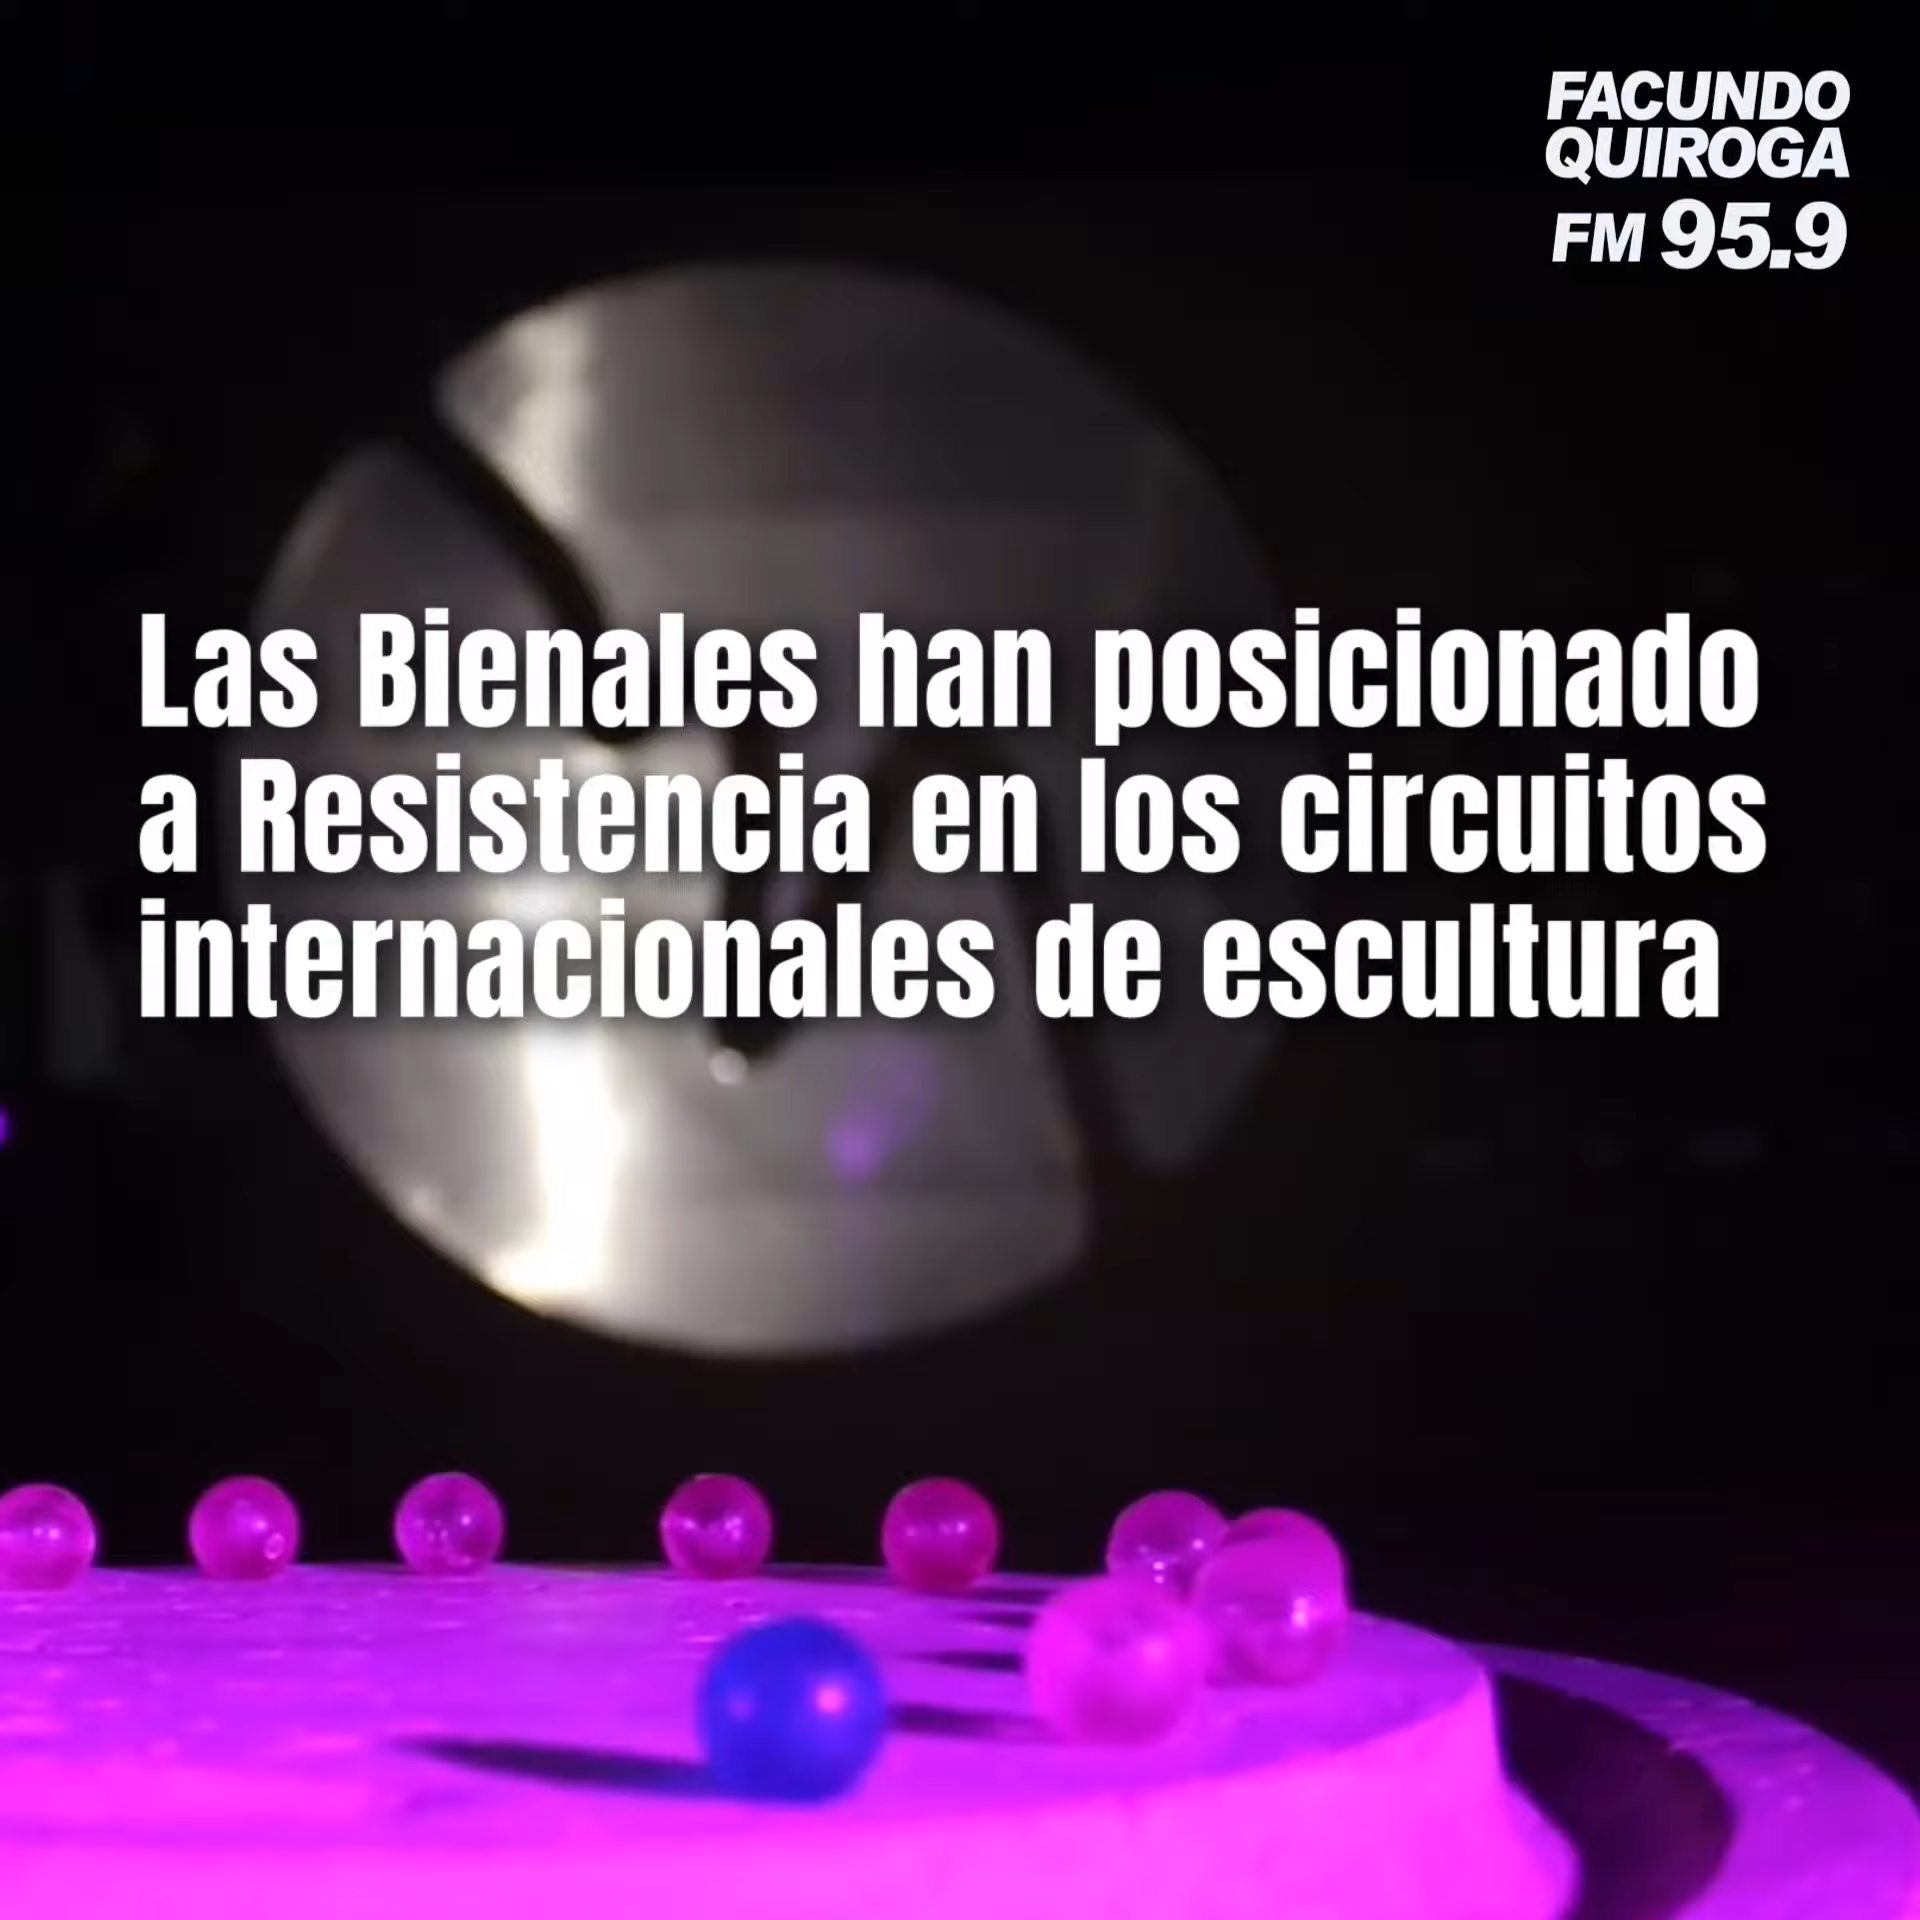 FACUNDO
QUIROGA
FM 95.9
Las Bienales han posicionado
a Resistencia en los circuitos
internacionales de escultura